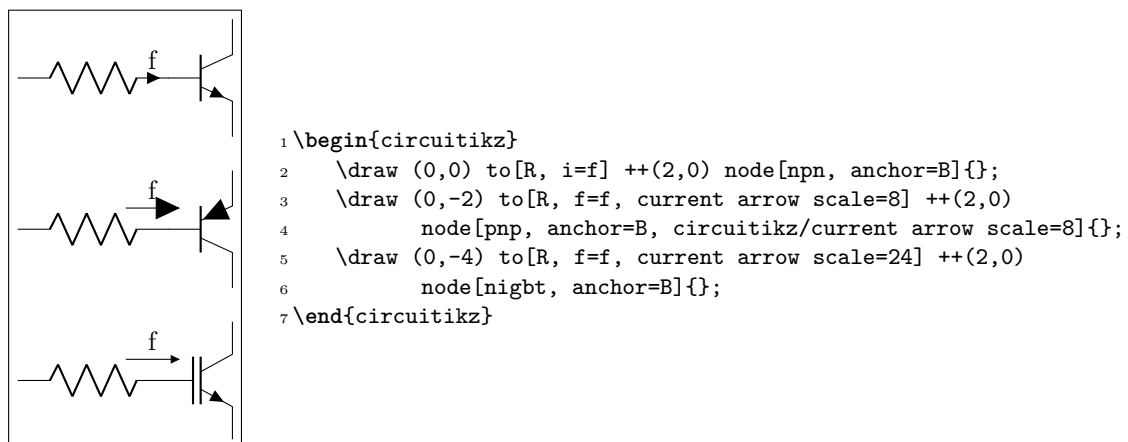 f
f
f
1 \begin{circuitikz}
2     \draw (0,0) to[R, i=f] ++(2,0) node[npn, anchor=B]{};
3     \draw (0,-2) to[R, f=f, current arrow scale=8] ++(2,0)
4             node[pnp, anchor=B, circuitikz/current arrow scale=8]{};
5     \draw (0,-4) to[R, f=f, current arrow scale=24] ++(2,0)
6             node[nigbt, anchor=B]{};
7 \end{circuitikz}